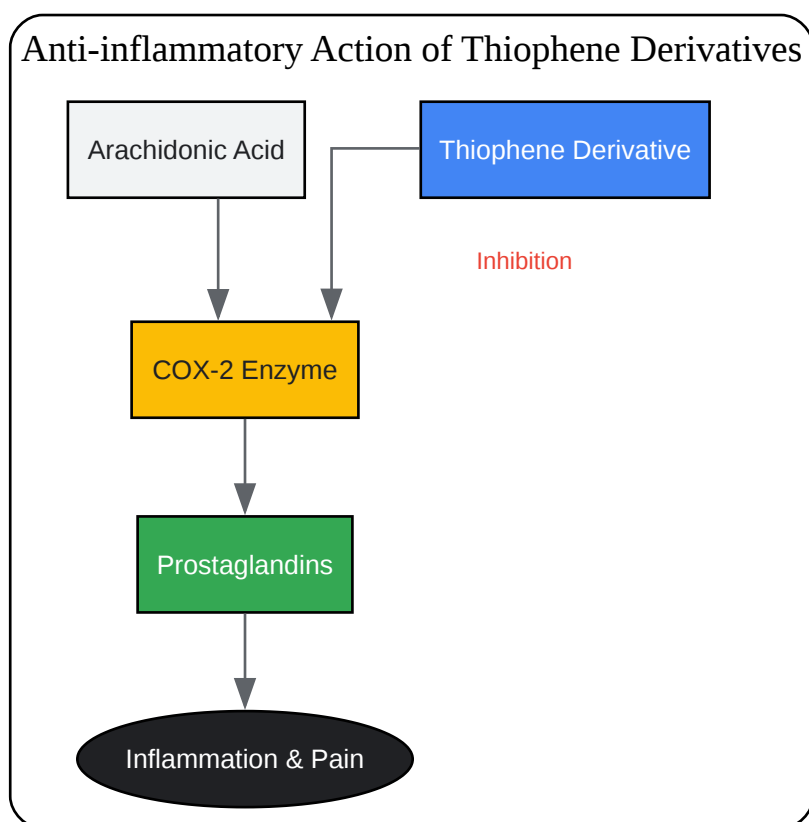 Anti-inflammatory Action of Thiophene Derivatives
Arachidonic Acid
Thiophene Derivative
Inhibition
COX-2 Enzyme
Prostaglandins
Inflammation & Pain